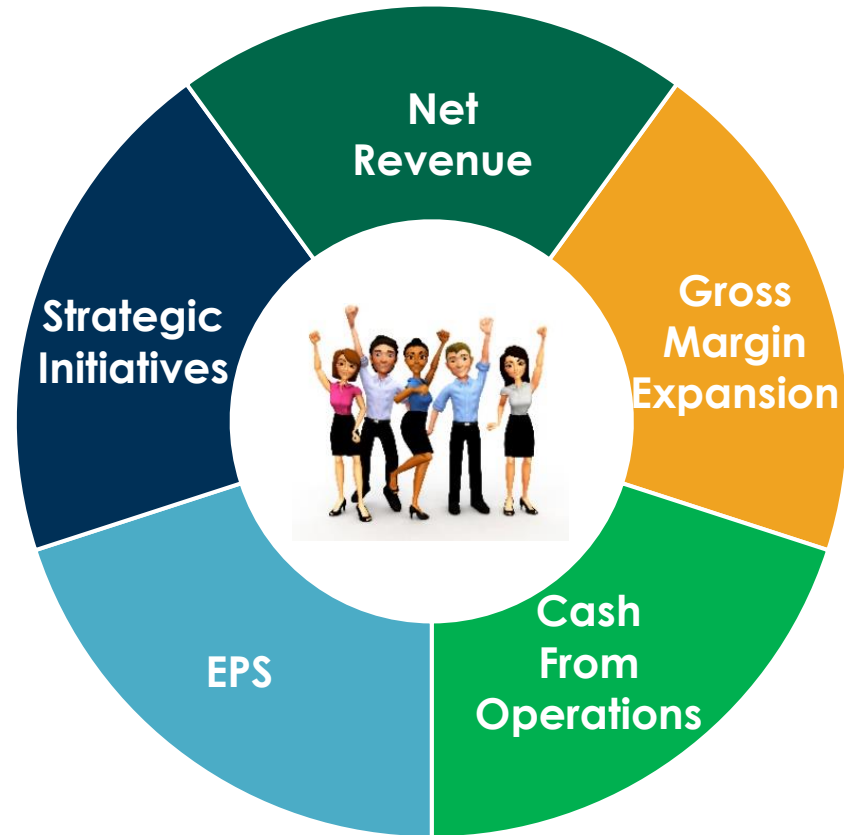 Net
Revenue
Gross
Margin
Expansion
Cash
From
Operations
EPS
Strategic
Initiatives